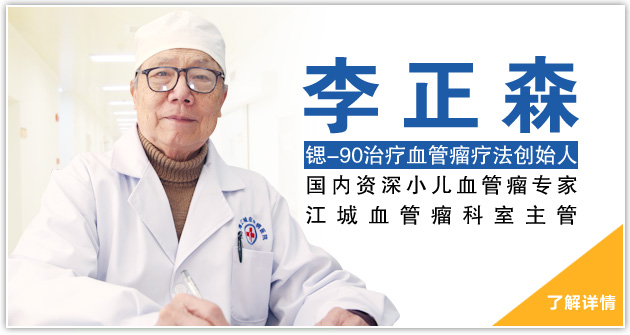 李正森
锶-90治疗血管瘤疗法创始人
国内资深小儿血管瘤专家
江城血管瘤科室主管
了解详情